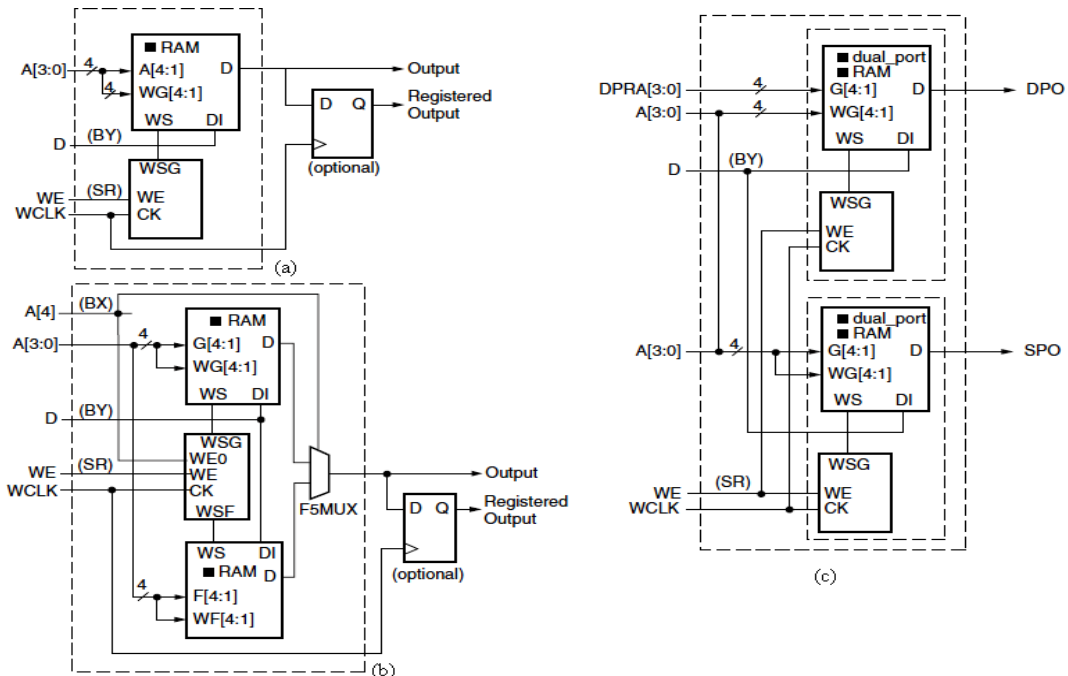 RAM
A[3:0]
4
A[4:1]
D
Output
4
WG[4:1]
D
Q
Registered
Output
WS
DI
D
(BY)
(optional)
WSG
WE
(SR)
WE
WCLK
CK
(a)
A[4]
(BX)
RAM
A[3:0]
4
G[4:1]
D
WG[4:1]
WS
DI
D
(BY)
WSG
WE0
WE
(SR)
WE
WCLK
CK
WSF
F5MUX
Output
D
Q
Registered
Output
WS
DI
D
RAM
(optional)
4
F[4:1]
WF[4:1]
(b)
dual_port
RAM
DPRA[3:0]
4
G[4:1]
D
DPO
A[3:0]
4
WG[4:1]
WS
DI
D
(BY)
WSG
WE
CK
dual_port
RAM
A[3:0]
4
G[4:1]
D
SPO
WG[4:1]
WS
DI
WSG
WE
(SR)
WE
WCLK
CK
(c)